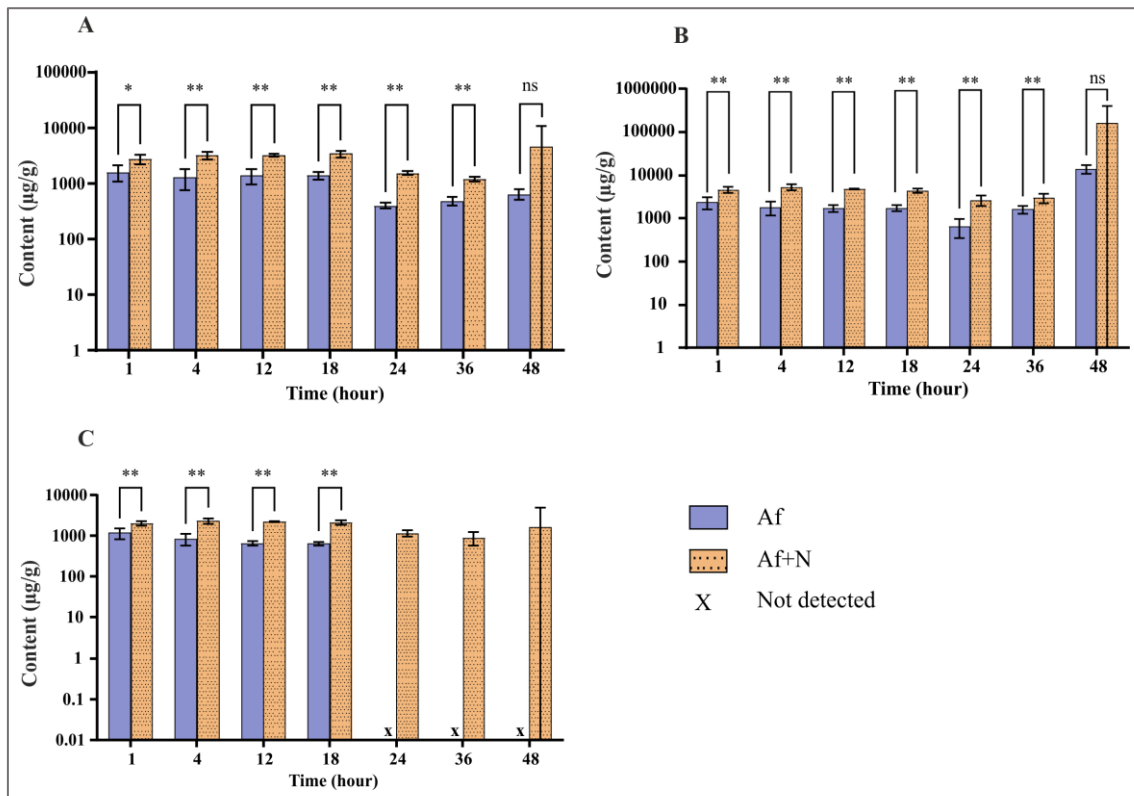 A
Content (µg/g)
100000
10000
1000
100
10
1
* ** ** ** ** ** ns
1 4 12 18 24 36 48
Time (hour)
B
Content (µg/g)
1000000
100000
10000
1000
100
10
1
** ** ** ** ** ** ns
1 4 12 18 24 36 48
Time (hour)
C
Content (µg/g)
10000
1000
100
10
1
0.1
0.01
** ** ** **
x x x
1 4 12 18 24 36 48
Time (hour)
Af
Af+N
X Not detected